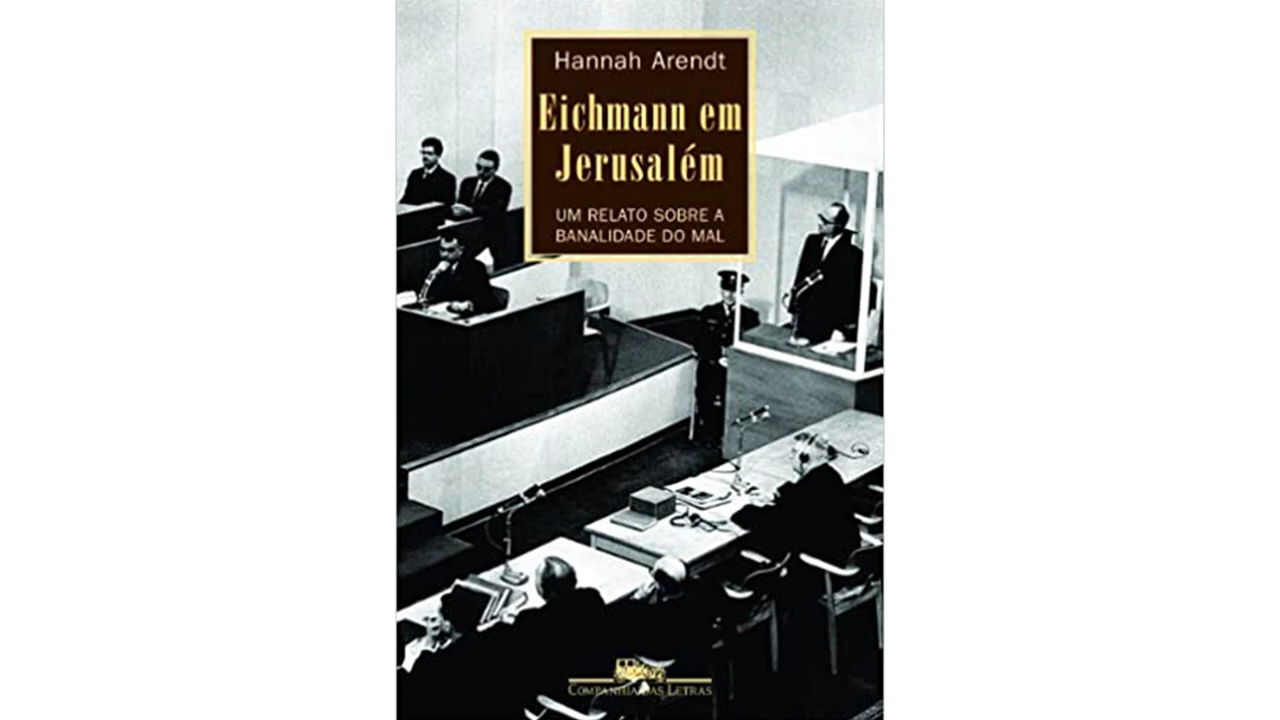 Hannah Arendt
Eichmann em
Jerusalém
UM RELATO SOBRE A
BANALIDADE DO MAL
COMPANHIA DAS LETRAS